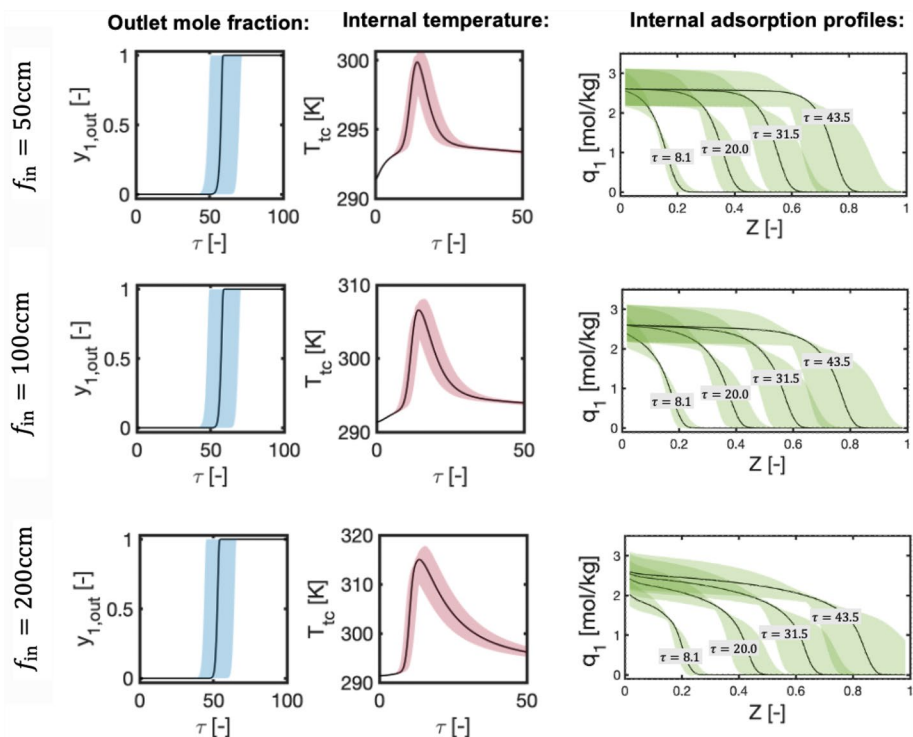 Outlet mole fraction: Internal temperature: Internal adsorption profiles:
f_in = 50ccm
y_1,out [-]
1
0.5
0
0 50 100
τ [-]
T_tc [K]
300
295
290
0 50
τ [-]
q_1 [mol/kg]
3
2
1
0
τ = 8.1
τ = 20.0
τ = 31.5
τ = 43.5
0 0.2 0.4 0.6 0.8 1
Z [-]
f_in = 100ccm
y_1,out [-]
1
0.5
0
0 50 100
τ [-]
T_tc [K]
310
300
290
0 50
τ [-]
q_1 [mol/kg]
3
2
1
0
τ = 8.1
τ = 20.0
τ = 31.5
τ = 43.5
0 0.2 0.4 0.6 0.8 1
Z [-]
f_in = 200ccm
y_1,out [-]
1
0.5
0
0 50 100
τ [-]
T_tc [K]
320
310
300
290
0 50
τ [-]
q_1 [mol/kg]
3
2
1
0
τ = 8.1
τ = 20.0
τ = 31.5
τ = 43.5
0 0.2 0.4 0.6 0.8 1
Z [-]